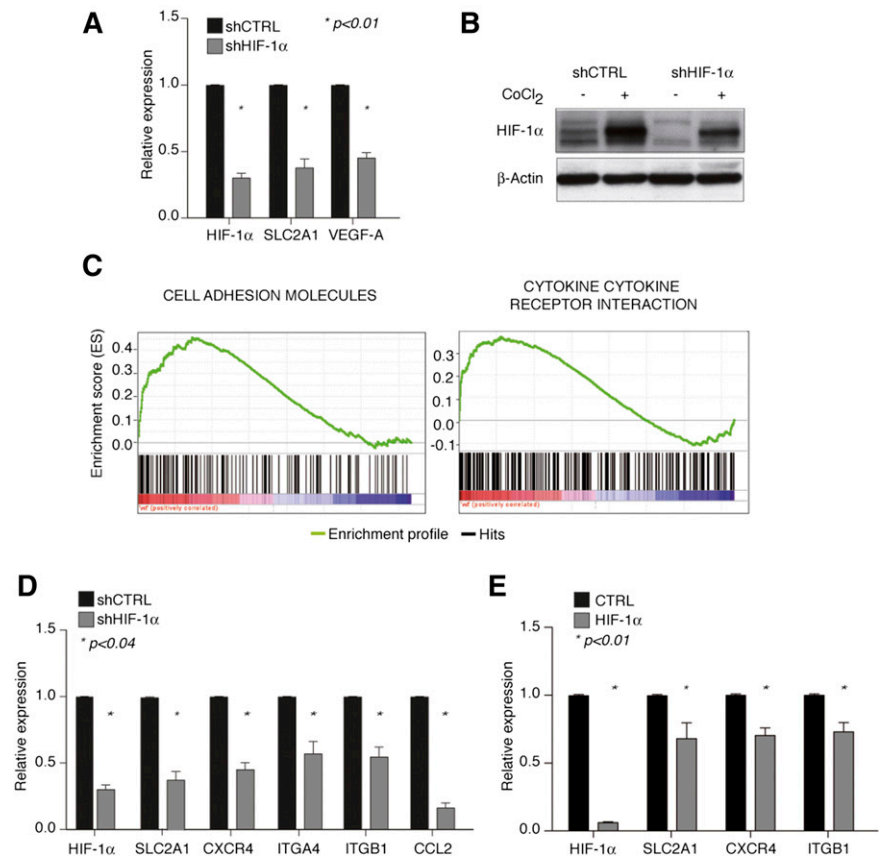 A
shCTRL
shHIF-1α
* p<0.01
Relative expression
1.5
1.0
0.5
0.0
* * *
HIF-1α SLC2A1 VEGF-A
B
shCTRL shHIF-1α
CoCl2 - + - +
HIF-1α
β-Actin
C
CELL ADHESION MOLECULES
Enrichment score (ES)
0.4
0.3
0.2
0.1
0.0
(positively correlated)
CYTOKINE CYTOKINE
RECEPTOR INTERACTION
0.3
0.2
0.1
0.0
-0.1
(positively correlated)
Enrichment profile Hits
D
shCTRL
shHIF-1α
* p<0.04
Relative expression
1.5
1.0
0.5
0.0
* * * * * *
HIF-1α SLC2A1 CXCR4 ITGA4 ITGB1 CCL2
E
CTRL
HIF-1α
* p<0.01
Relative expression
1.5
1.0
0.5
0.0
* * * *
HIF-1α SLC2A1 CXCR4 ITGB1